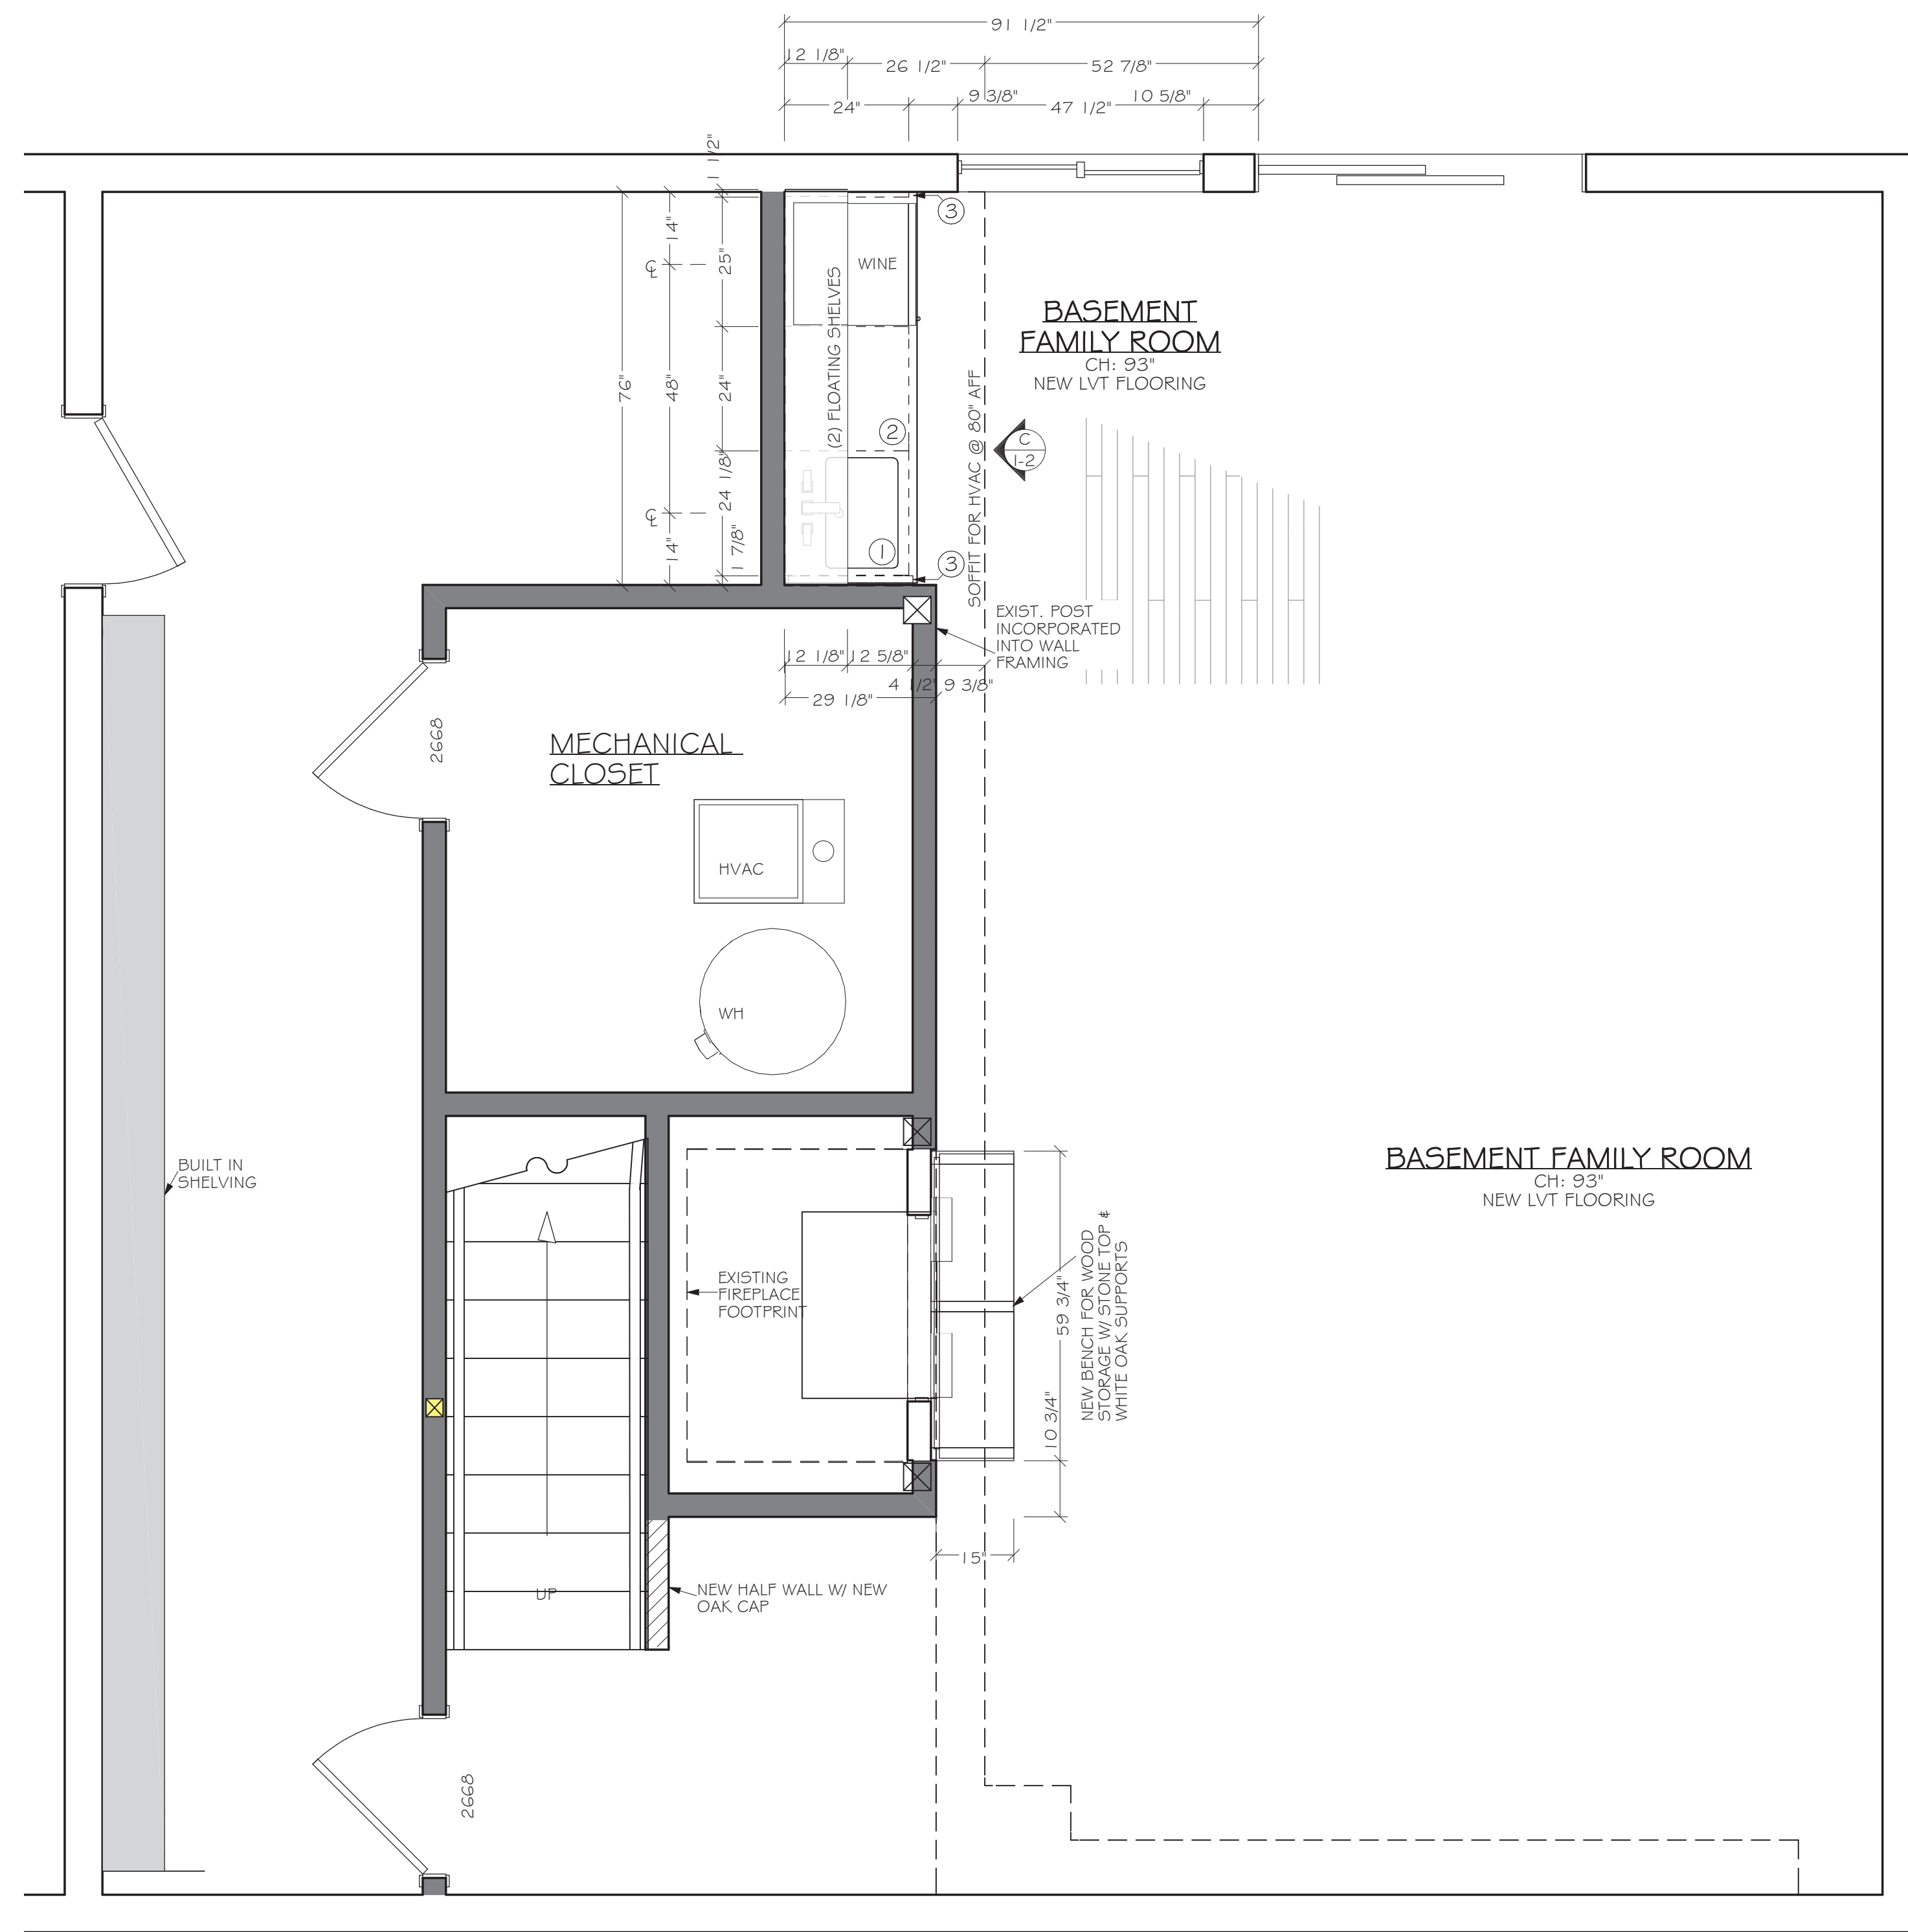 91 1/2"
12 1/8"
26 1/2"
52 7/8"
24"
9 3/8"
47 1/2"
10 5/8"
1 1/2"
14"
25"
76"
48"
24"
24 1/8"
14"
1 7/8"
℄
℄
(2) FLOATING SHELVES
WINE
3
2
1
3
SOFFIT FOR HVAC @ 80" AFF
C
I-2
BASEMENT
FAMILY ROOM
CH: 93"
NEW LVT FLOORING
EXIST. POST
INCORPORATED
INTO WALL
FRAMING
12 1/8"
12 5/8"
4 1/2"
9 3/8"
29 1/8"
2668
MECHANICAL
CLOSET
HVAC
WH
BUILT IN
SHELVING
EXISTING
FIREPLACE
FOOTPRINT
59 3/4"
10 3/4"
NEW BENCH FOR WOOD
STORAGE W/ STONE TOP &
WHITE OAK SUPPORTS
BASEMENT FAMILY ROOM
CH: 93"
NEW LVT FLOORING
15"
UP
NEW HALF WALL W/ NEW
OAK CAP
2668